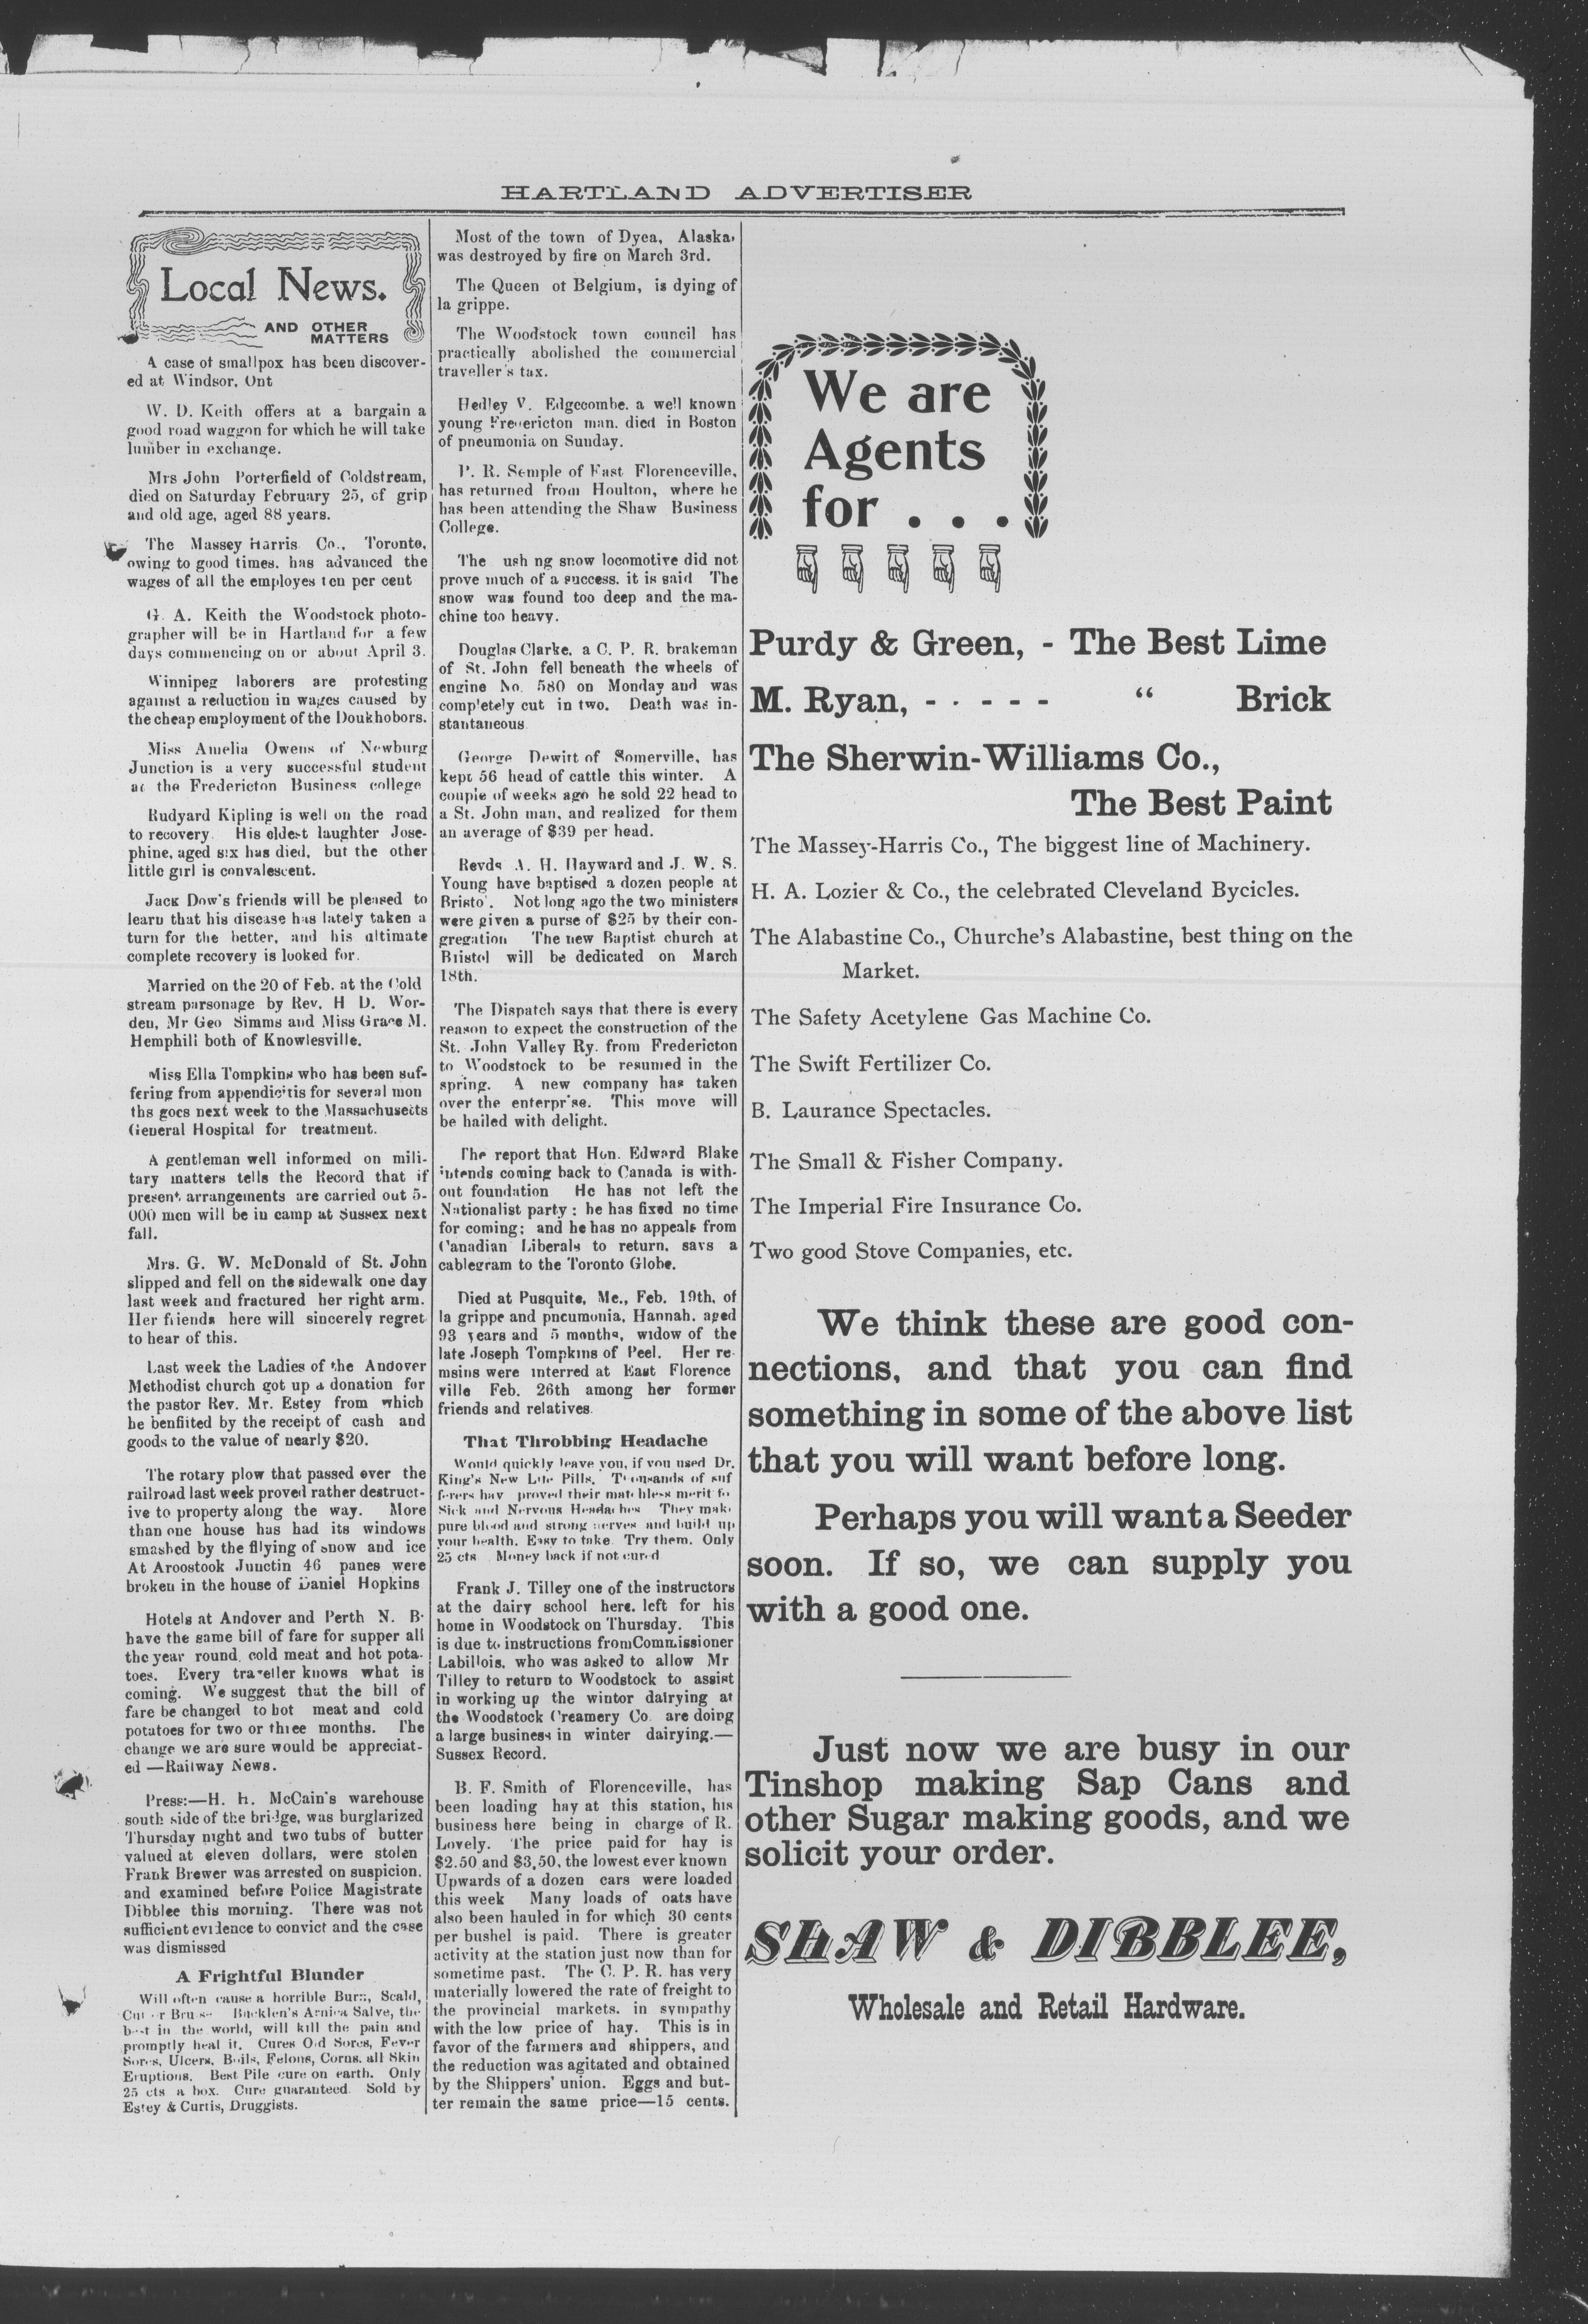 HARTLAND ADVERTISER
Local News.
AND OTHER
MATTERS
A case ot smallpox has been discover-
ed at Windsor, Ont
W. D. Keith offers at a bargain a
good road waggon for which he will take
lumber in exchange.
Mrs John Porterfield of Coldstream,
died on Saturday February 25, of grip
and old age, aged 88 years.
The Massey Harris Co., Toronto,
owing to good times. has advanced the
wages of all the employes ten per cent
G. A. Keith the Woodstock photo-
grapher will be in Hartland for a few
days commencing on or about April 3.
Winnipeg laborers are protesting
against a reduction in wages caused by
the cheap employment of the Doukhobors.
Miss Amelia Owens of Newburg
Junction is a very successful student
at the Fredericton Business college
Rudyard Kipling is well on the road
to recovery. His eldest laughter Jose-
phine, aged six has died, but the other
little girl is convalescent.
Jack Dow's friends will be pleased to
learn that his disease has lately taken a
turn for the better, and his altimate
complete recovery is looked for.
Married on the 20 of Feb. at the Cold
stream parsonage by Rev. H D. Wor-
den, Mr Geo Simms and Miss Grace M.
Hemphill both of Knowlesville.
Miss Ella Tompkins who has been suf-
fering from appendicitis for several mon
ths goes next week to the Massachusetts
General Hospital for treatment.
A gentleman well informed on mili-
tary matters tells the Record that if
present arrangements are carried out 5-
000 men will be in camp at Sussex next
fall.
Mrs. G. W. McDonald of St. John
slipped and fell on the sidewalk one day
last week and fractured her right arm.
Her friends here will sincerely regret
to hear of this.
Last week the Ladies of the Andover
Methodist church got up a donation for
the pastor Rev. Mr. Estey from which
he benfiited by the receipt of cash and
goods to the value of nearly $20.
The rotary plow that passed over the
railroad last week proved rather destruct-
ive to property along the way. More
than one house has had its windows
smashed by the fllying of snow and ice
At Aroostook Junctin 46 panes were
broken in the house of Daniel Hopkins
Hotels at Andover and Perth N. B.
have the same bill of fare for supper all
the year round, cold meat and hot pota-
toes. Every traveller knows what is
coming. We suggest that the bill of
fare be changed to hot meat and cold
potatoes for two or three months. The
change we are sure would be appreciat-
ed —Railway News.
Press:—H. H. McCain's warehouse
south side of the bridge, was burglarized
Thursday night and two tubs of butter
valued at eleven dollars, were stolen
Frank Brewer was arrested on suspicion.
and examined before Police Magistrate
Dibblee this morning. There was not
sufficient evidence to convict and the case
was dismissed
A Frightful Blunder
Will often cause a horrible Burn, Scald,
Cut or Bruise Bucklen's Arnica Salve, the
best in the world, will kill the pain and
promptly heal it. Cures Old Sores, Fever
Sores, Ulcers, Boils, Felons, Corns. all Skin
Eruptions. Best Pile cure on earth. Only
25 cts a box. Cure guaranteed. Sold by
Estey & Curtis, Druggists.
Most of the town of Dyea, Alaska,
was destroyed by fire on March 3rd.
The Queen ot Belgium, is dying of
la grippe.
The Woodstock town council has
practically abolished the commercial
traveller's tax.
Hedley V. Edgecombe. a well known
young Fredericton man. died in Boston
of pneumonia on Sunday.
P. R. Semple of East Florenceville,
has returned from Houlton, where he
has been attending the Shaw Business
College.
The ush ng snow locomotive did not
prove much of a success. it is said The
snow was found too deep and the ma-
chine too heavy.
Douglas Clarke, a C. P. R. brakeman
of St. John fell beneath the wheels of
engine No. 580 on Monday and was
completely cut in two. Death was in-
stantaneous
George Dewitt of Somerville, has
kept 56 head of cattle this winter. A
couple of weeks ago he sold 22 head to
a St. John man, and realized for them
an average of $39 per head.
Revds A. H. Hayward and J. W. S.
Young have baptised a dozen people at
Bristo'. Not long ago the two ministers
were given a purse of $25 by their con-
gregation The new Baptist church at
Bristol will be dedicated on March
18th.
The Dispatch says that there is every
reason to expect the construction of the
St. John Valley Ry. from Fredericton
to Woodstock to be resumed in the
spring. A new company has taken
over the enterprise. This move will
be hailed with delight.
The report that Hon. Edward Blake
intends coming back to Canada is with-
out foundation He has not left the
Nationalist party: he has fixed no time
for coming; and he has no appeals from
Canadian Liberals to return. says a
cablegram to the Toronto Globe.
Died at Pusquite, Me., Feb. 19th, of
la grippe and pneumonia, Hannah. aged
93 years and 5 months, widow of the
late Joseph Tompkins of Peel. Her re-
msins were interred at East Florence
ville Feb. 26th among her former
friends and relatives.
That Throbbing Headache
Would quickly leave you, if you used Dr.
King's New Life Pills. Thousands of suf
ferers hav proved their matchless merit fo
Sick and Nervous Headaches They make
pure blood and strong nerves and build up
your health. Easy to take. Try them. Only
25 cts Money back if not cured
Frank J. Tilley one of the instructors
at the dairy school here. left for his
home in Woodstock on Thursday. This
is due to instructions fromCommissioner
Labillois, who was asked to allow Mr
Tilley to return to Woodstock to assist
in working up the wintor dairying at
the Woodstock Creamery Co. are doing
a large business in winter dairying.—
Sussex Record.
B. F. Smith of Florenceville, has
been loading hay at this station, his
business here being in charge of R.
Lovely. The price paid for hay is
$2.50 and $3,50, the lowest ever known
Upwards of a dozen cars were loaded
this week Many loads of oats have
also been hauled in for which 30 cents
per bushel is paid. There is greater
activity at the station just now than for
sometime past. The C. P. R. has very
materially lowered the rate of freight to
the provincial markets. in sympathy
with the low price of hay. This is in
favor of the farmers and shippers, and
the reduction was agitated and obtained
by the Shippers' union. Eggs and but-
ter remain the same price—15 cents.
We are
Agents
for . . .
Purdy & Green, - The Best Lime
M. Ryan, - - - - - " Brick
The Sherwin-Williams Co.,
The Best Paint
The Massey-Harris Co., The biggest line of Machinery.
H. A. Lozier & Co., the celebrated Cleveland Bycicles.
The Alabastine Co., Churche's Alabastine, best thing on the
Market.
The Safety Acetylene Gas Machine Co.
The Swift Fertilizer Co.
B. Laurance Spectacles.
The Small & Fisher Company.
The Imperial Fire Insurance Co.
Two good Stove Companies, etc.
We think these are good con-
nections, and that you can find
something in some of the above list
that you will want before long.
Perhaps you will want a Seeder
soon. If so, we can supply you
with a good one.
Just now we are busy in our
Tinshop making Sap Cans and
other Sugar making goods, and we
solicit your order.
SHAW & DIBBLEE,
Wholesale and Retail Hardware.